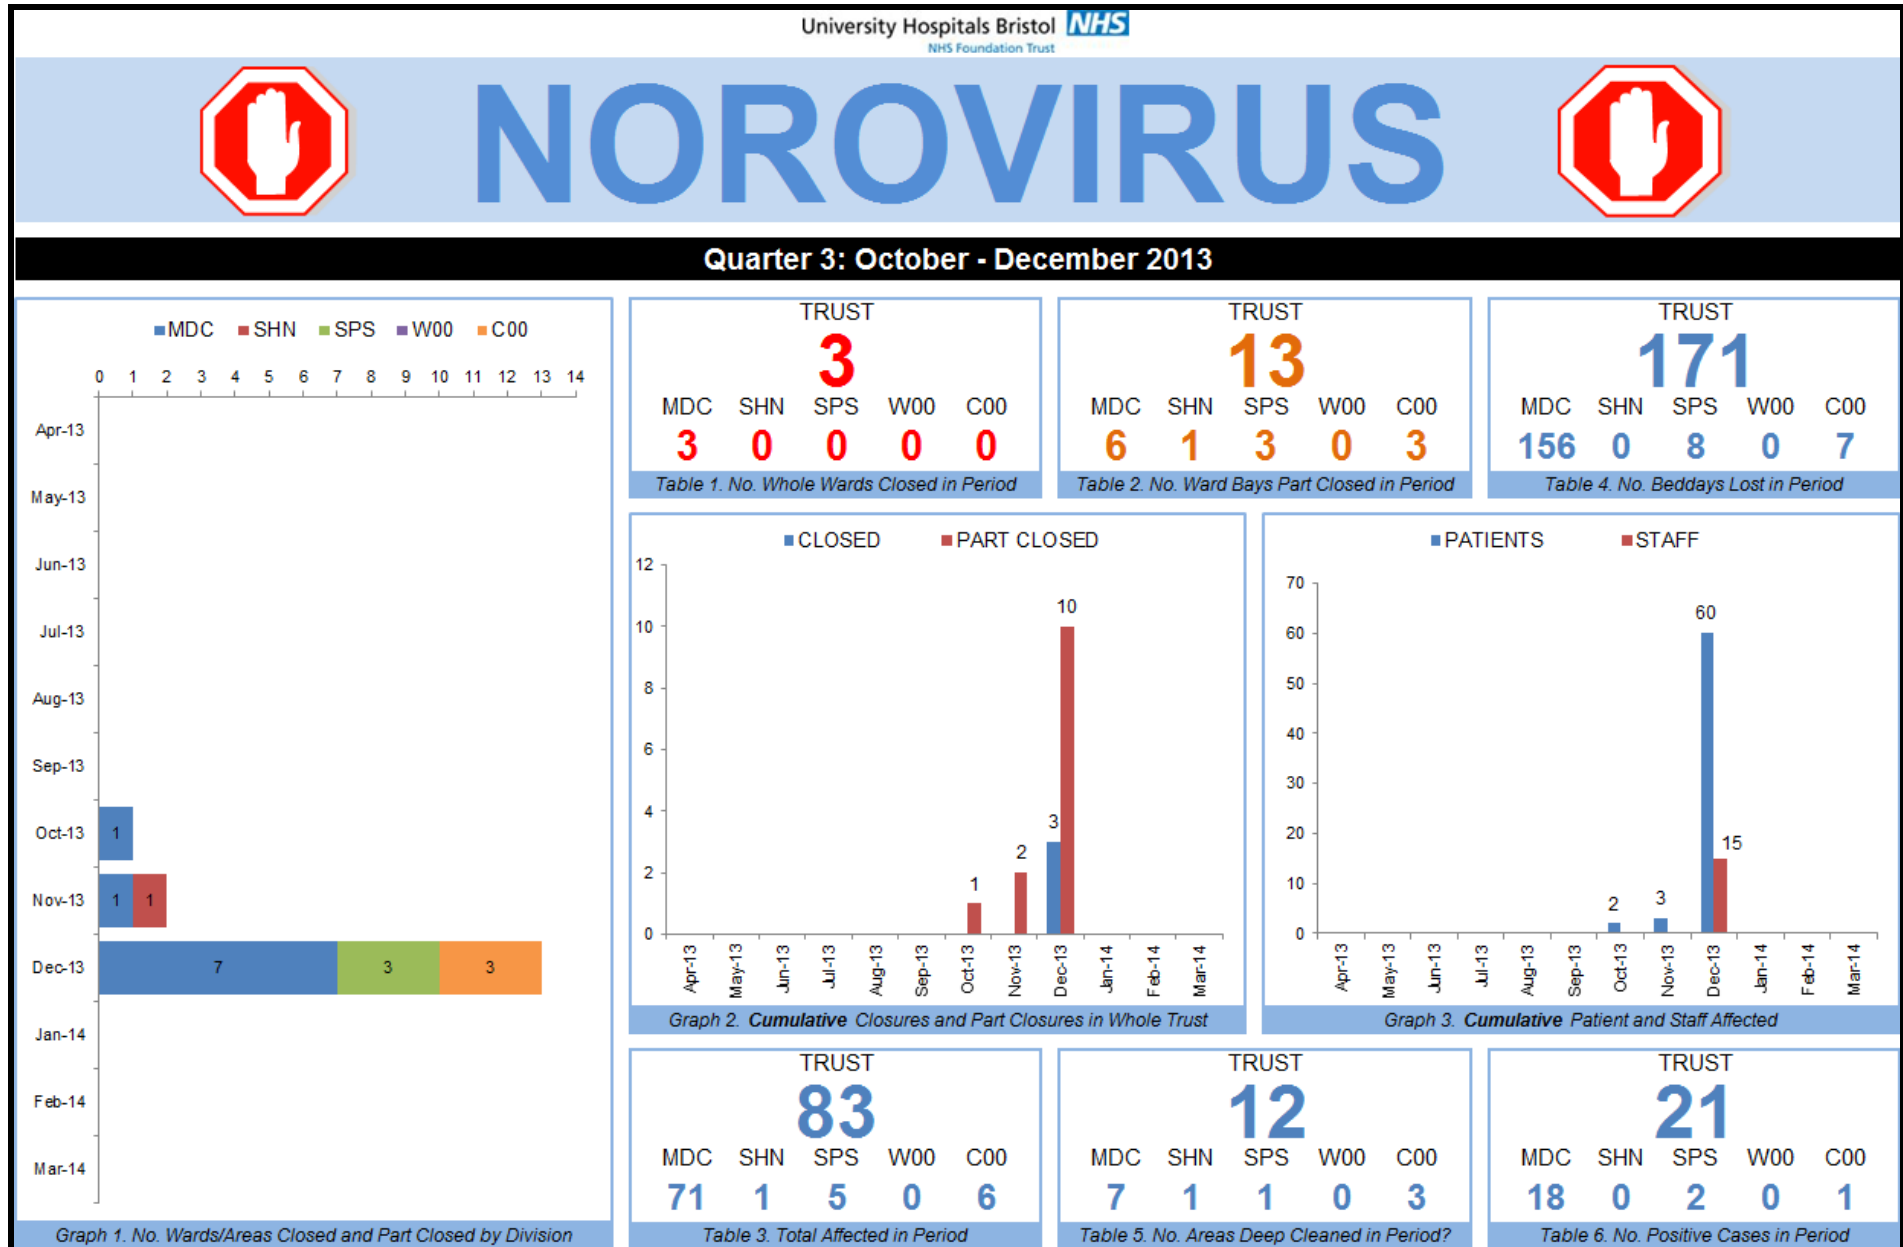 University Hospitals Bristol NHS
NHS Foundation Trust
NOROVIRUS
Quarter 3: October - December 2013
MDC SHN SPS W00 C00
0 1 2 3 4 5 6 7 8 9 10 11 12 13 14
Apr-13
May-13
Jun-13
Jul-13
Aug-13
Sep-13
Oct-13 1
Nov-13 1 1
Dec-13 7 3 3
Jan-14
Feb-14
Mar-14
Graph 1. No. Wards/Areas Closed and Part Closed by Division
TRUST
3
MDC SHN SPS W00 C00
3 0 0 0 0
Table 1. No. Whole Wards Closed in Period
TRUST
13
MDC SHN SPS W00 C00
6 1 3 0 3
Table 2. No. Ward Bays Part Closed in Period
TRUST
171
MDC SHN SPS W00 C00
156 0 8 0 7
Table 4. No. Beddays Lost in Period
CLOSED PART CLOSED
12
10
8
6
4
2
0
1
2
3
10
Apr-13 May-13 Jun-13 Jul-13 Aug-13 Sep-13 Oct-13 Nov-13 Dec-13 Jan-14 Feb-14 Mar-14
Graph 2. Cumulative Closures and Part Closures in Whole Trust
PATIENTS STAFF
70
60
50
40
30
20
10
0
2
3
60
15
Apr-13 May-13 Jun-13 Jul-13 Aug-13 Sep-13 Oct-13 Nov-13 Dec-13 Jan-14 Feb-14 Mar-14
Graph 3. Cumulative Patient and Staff Affected
TRUST
83
MDC SHN SPS W00 C00
71 1 5 0 6
Table 3. Total Affected in Period
TRUST
12
MDC SHN SPS W00 C00
7 1 1 0 3
Table 5. No. Areas Deep Cleaned in Period?
TRUST
21
MDC SHN SPS W00 C00
18 0 2 0 1
Table 6. No. Positive Cases in Period